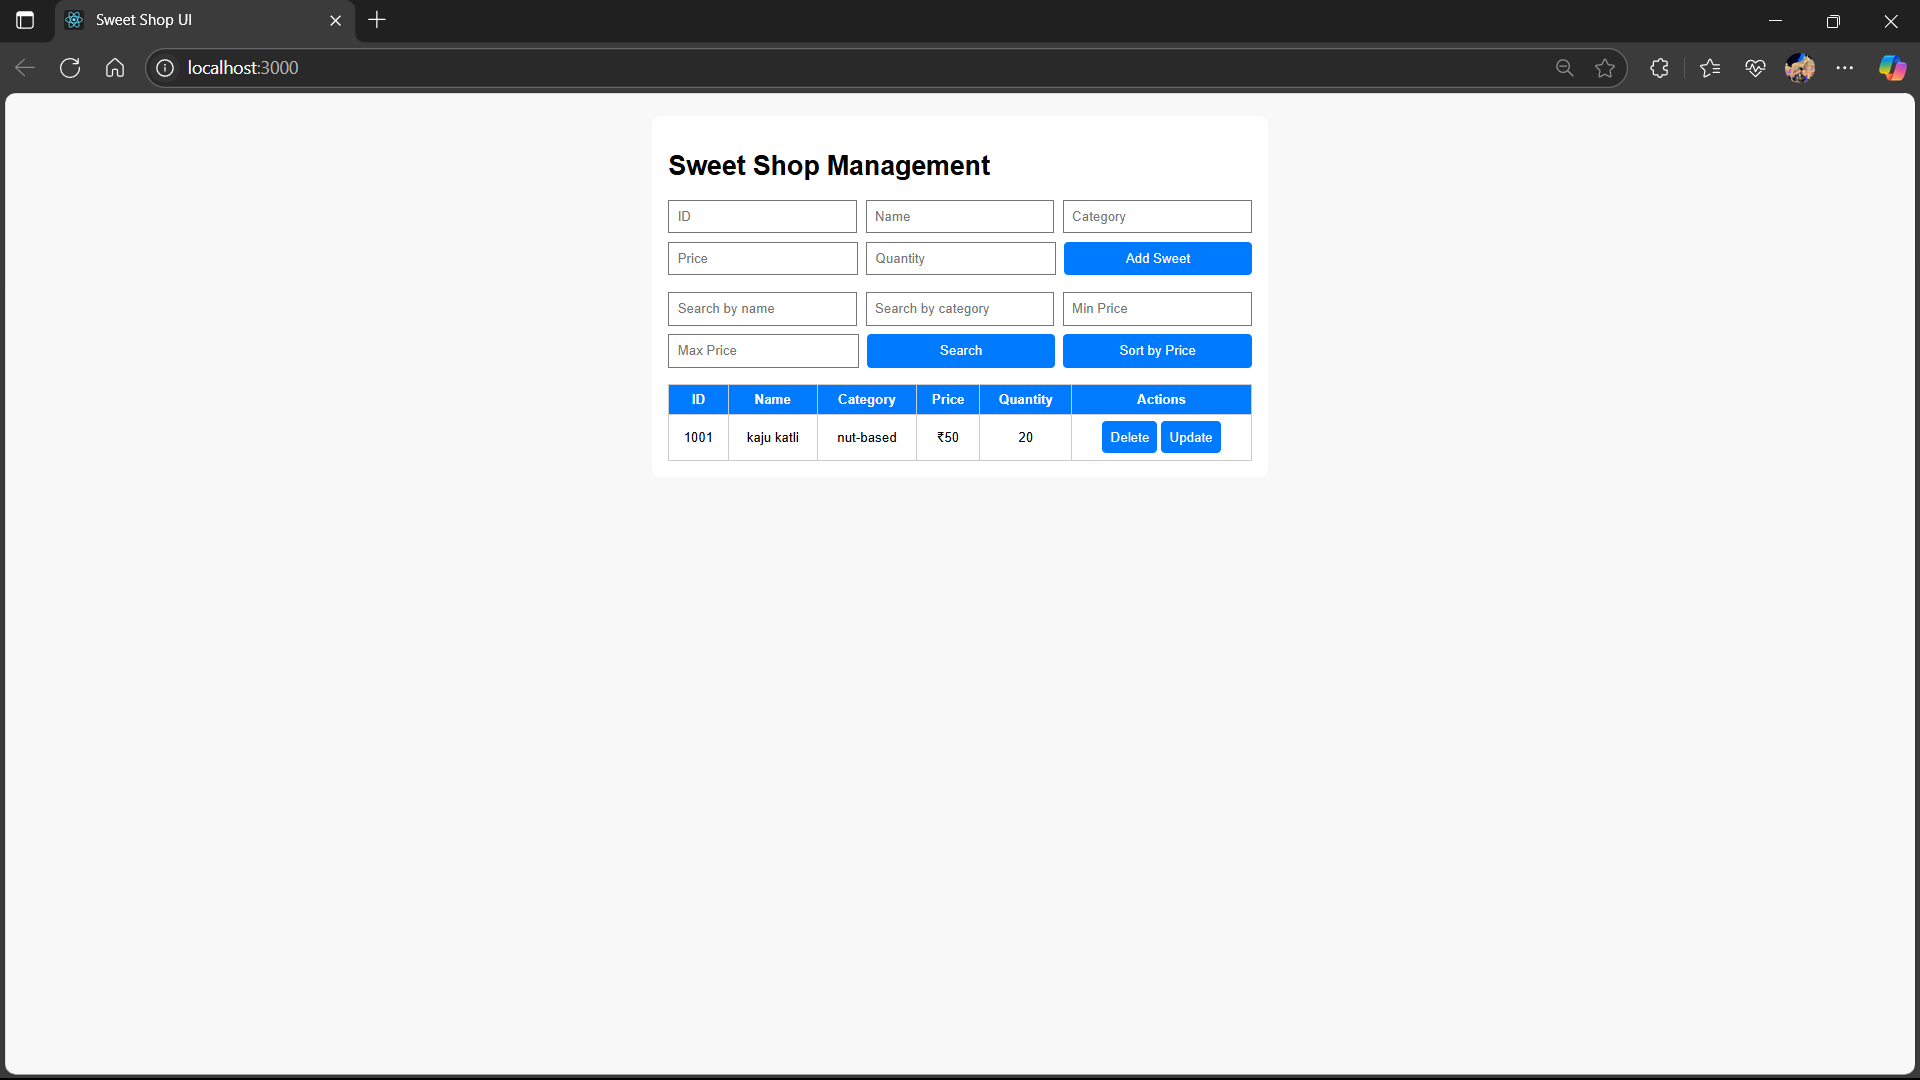 Sweet Shop UI
localhost:3000
Sweet Shop Management
ID Name Category
Price Quantity Add Sweet
Search by name Search by category Min Price
Max Price Search Sort by Price
ID Name Category Price Quantity Actions
1001 kaju katli nut-based ₹50 20 Delete Update